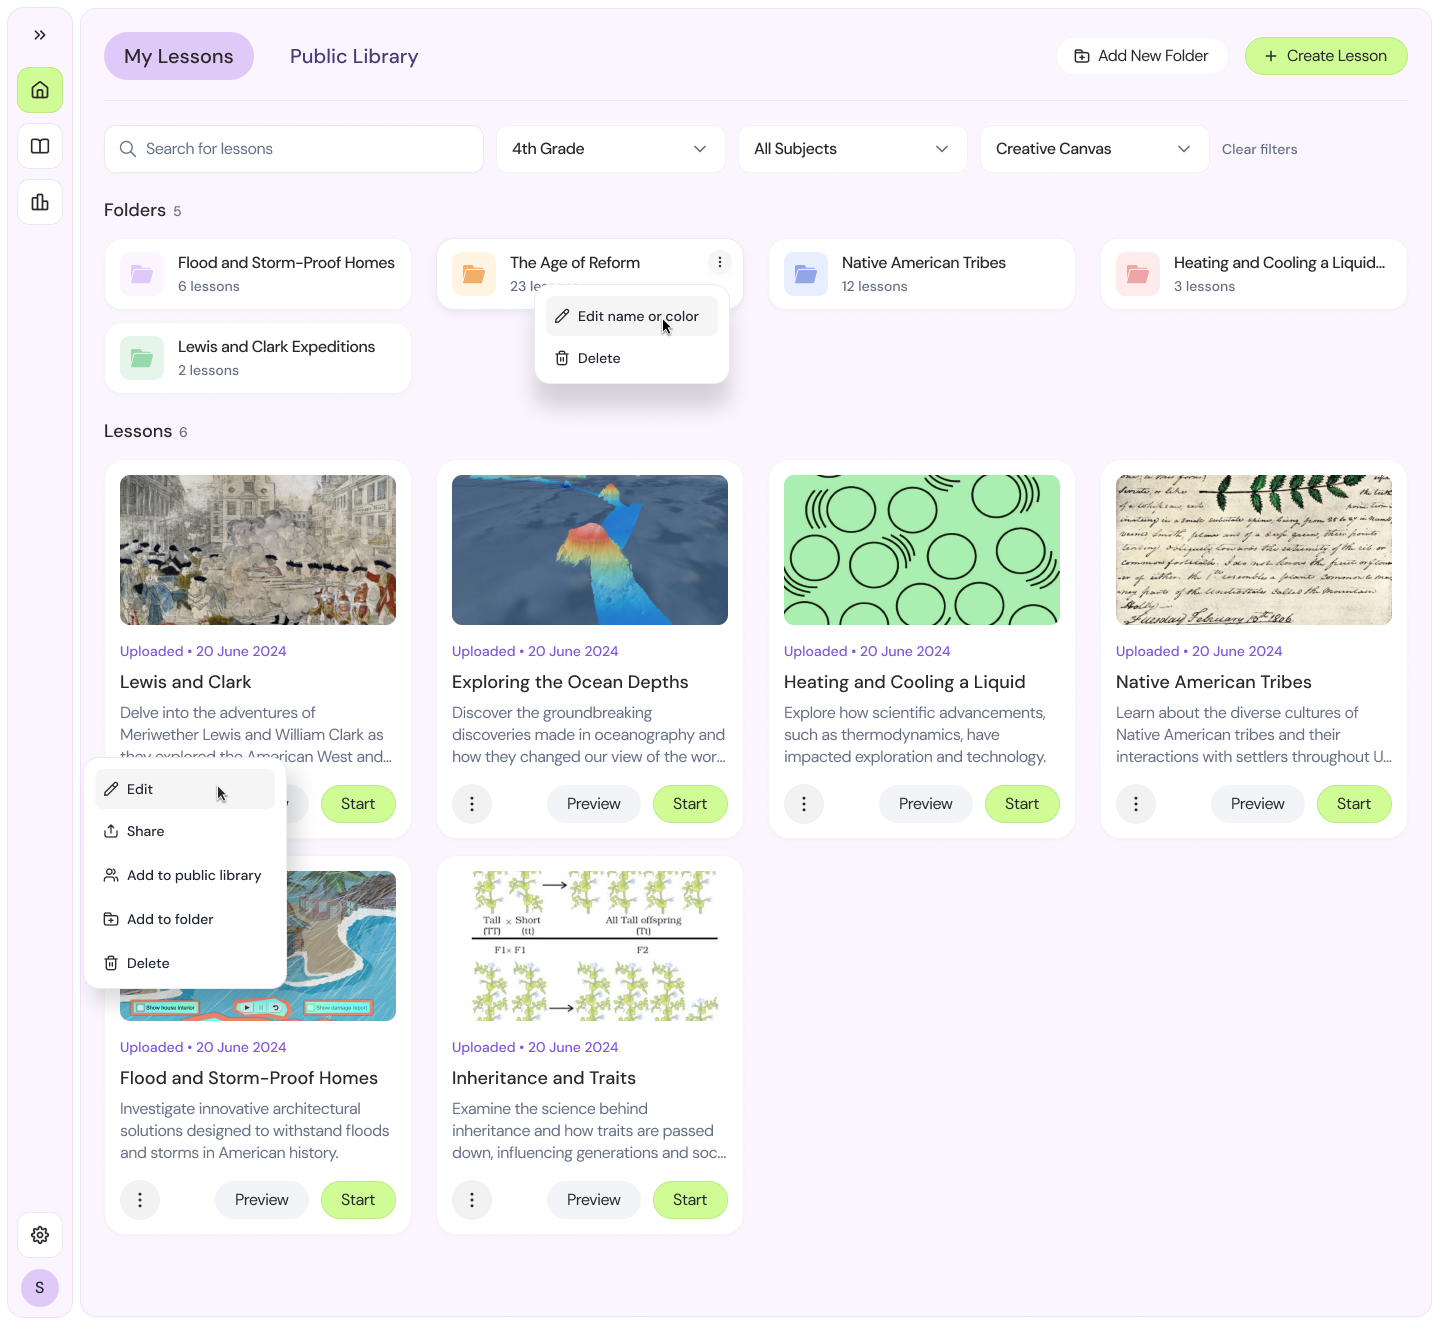 My Lessons
Public Library
Add New Folder
Create Lesson
Search for lessons
4th Grade
All Subjects
Creative Canvas
Clear filters
Folders 5
Flood and Storm-Proof Homes
6 lessons
The Age of Reform
23
Native American Tribes
12 lessons
Heating and Cooling a Liquid...
3 lessons
Edit name or color
Delete
Lewis and Clark Expeditions
2 lessons
Lessons 6
Uploaded • 20 June 2024
Lewis and Clark
Delve into the adventures of
Meriwether Lewis and William Clark as
they explored the American West and...
Start
Uploaded • 20 June 2024
Exploring the Ocean Depths
Discover the groundbreaking
discoveries made in oceanography and
how they changed our view of the wor...
Preview
Start
Uploaded • 20 June 2024
Heating and Cooling a Liquid
Explore how scientific advancements,
such as thermodynamics, have
impacted exploration and technology.
Preview
Start
Tuesday February 13th 1806
Uploaded • 20 June 2024
Native American Tribes
Learn about the diverse cultures of
Native American tribes and their
interactions with settlers throughout U...
Preview
Start
Edit
Share
Add to public library
Add to folder
Delete
Show house interior
Show damage report
Uploaded • 20 June 2024
Flood and Storm-Proof Homes
Investigate innovative architectural
solutions designed to withstand floods
and storms in American history.
Preview
Start
Tall × Short
(TT) (tt)
All Tall offspring
(Tt)
F1× F1
F2
Uploaded • 20 June 2024
Inheritance and Traits
Examine the science behind
inheritance and how traits are passed
down, influencing generations and soc...
Preview
Start
S